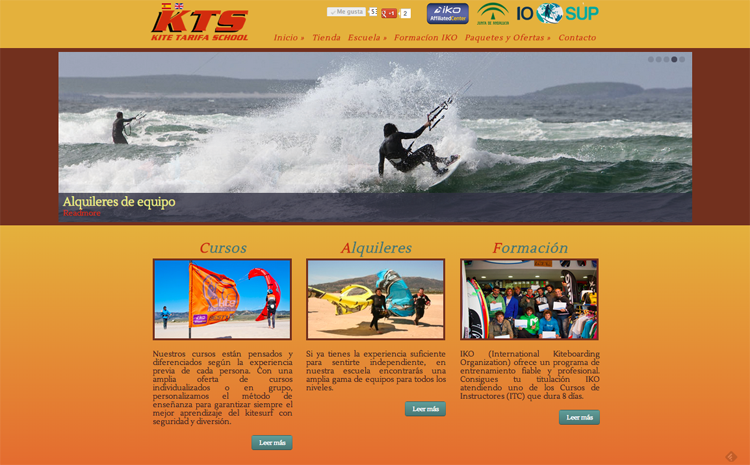 KTS
KITE TARIFA SCHOOL
Me gusta 53
+1 2
iKO
Affiliated Center
JUNTA DE ANDALUCIA
IO SUP
Inicio » Tienda Escuela » Formacion IKO Paquetes y Ofertas » Contacto
Alquileres de equipo
Readmore
Cursos
Nuestros cursos están pensados y
diferenciados según la experiencia
previa de cada persona. Con una
amplia oferta de cursos
individualizados o en grupo,
personalizamos el método de
enseñanza para garantizar siempre el
mejor aprendizaje del kitesurf con
seguridad y diversión.
Leer más
Alquileres
Si ya tienes la experiencia suficiente
para sentirte independiente, en
nuestra escuela encontrarás una
amplia gama de equipos para todos los
niveles.
Leer más
Formación
IKO (International Kiteboarding
Organization) ofrece un programa de
entrenamiento fiable y profesional.
Consigues tu titulación IKO
atendiendo uno de los Cursos de
Instructores (ITC) que dura 8 días.
Leer más